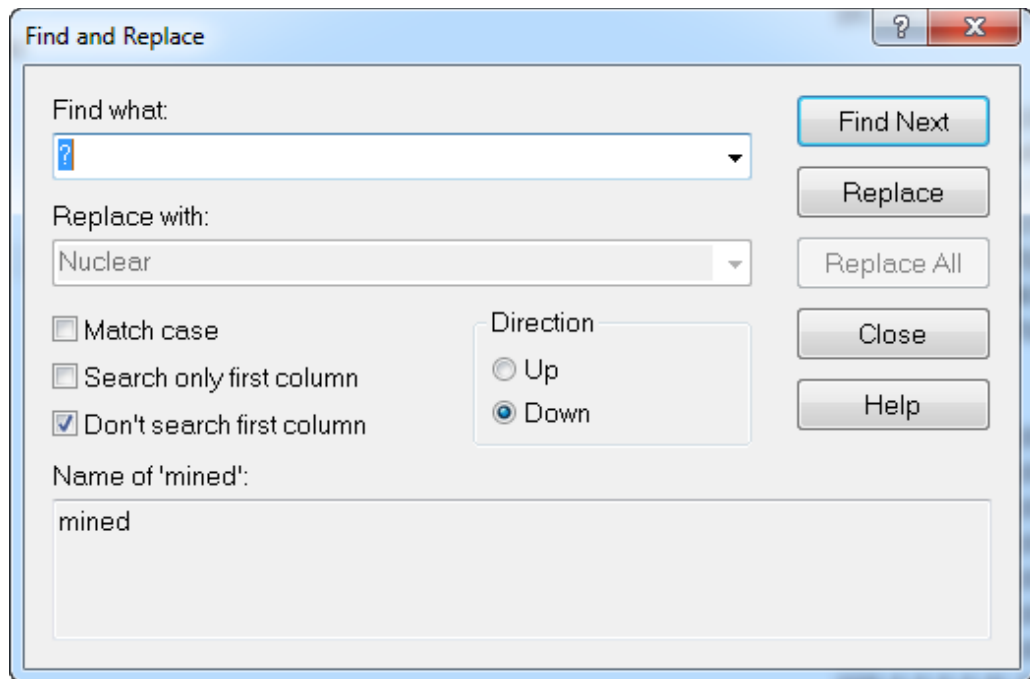 Find and Replace
?
Find what:
Find Next
?
Replace
Replace with:
Nuclear
Replace All
Match case
Direction
Close
Search only first column
Up
Don't search first column
Down
Help
Name of 'mined':
mined